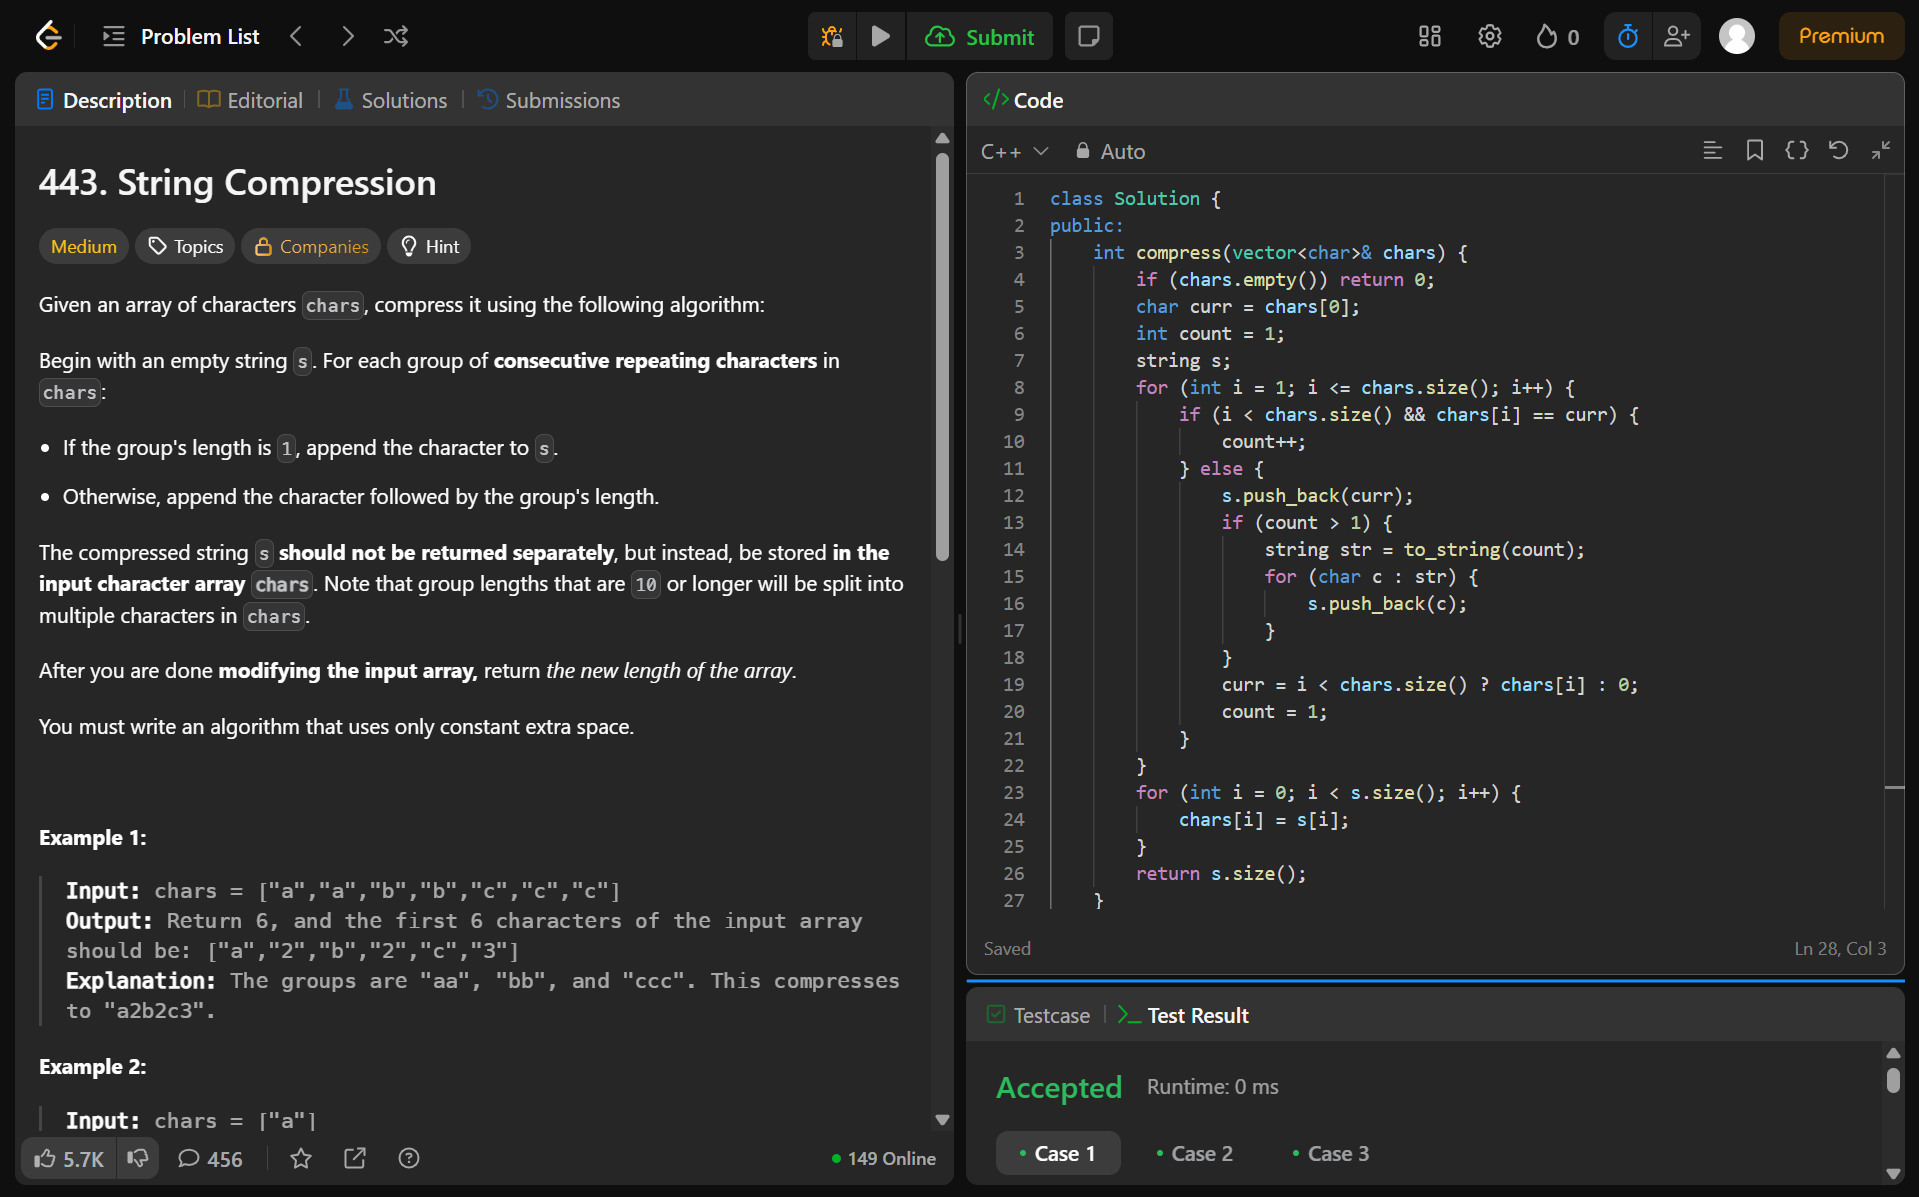 Problem List
Submit
0
Premium
Description
Editorial
Solutions
Submissions
443. String Compression
Medium
Topics
Companies
Hint
Given an array of characters chars, compress it using the following algorithm:
Begin with an empty string s. For each group of consecutive repeating characters in
chars:
• If the group's length is 1, append the character to s.
• Otherwise, append the character followed by the group's length.
The compressed string s should not be returned separately, but instead, be stored in the
input character array chars. Note that group lengths that are 10 or longer will be split into
multiple characters in chars.
After you are done modifying the input array, return the new length of the array.
You must write an algorithm that uses only constant extra space.
Example 1:
Input: chars = ["a","a","b","b","c","c","c"]
Output: Return 6, and the first 6 characters of the input array
should be: ["a","2","b","2","c","3"]
Explanation: The groups are "aa", "bb", and "ccc". This compresses
to "a2b2c3".
Example 2:
Input: chars = ["a"]
5.7K
456
149 Online
</> Code
C++
Auto
1 class Solution {
2 public:
3     int compress(vector<char>& chars) {
4         if (chars.empty()) return 0;
5         char curr = chars[0];
6         int count = 1;
7         string s;
8         for (int i = 1; i <= chars.size(); i++) {
9             if (i < chars.size() && chars[i] == curr) {
10                 count++;
11             } else {
12                 s.push_back(curr);
13                 if (count > 1) {
14                     string str = to_string(count);
15                     for (char c : str) {
16                         s.push_back(c);
17                     }
18                 }
19                 curr = i < chars.size() ? chars[i] : 0;
20                 count = 1;
21             }
22         }
23         for (int i = 0; i < s.size(); i++) {
24             chars[i] = s[i];
25         }
26         return s.size();
27     }
Saved
Ln 28, Col 3
Testcase
Test Result
Accepted
Runtime: 0 ms
• Case 1
• Case 2
• Case 3